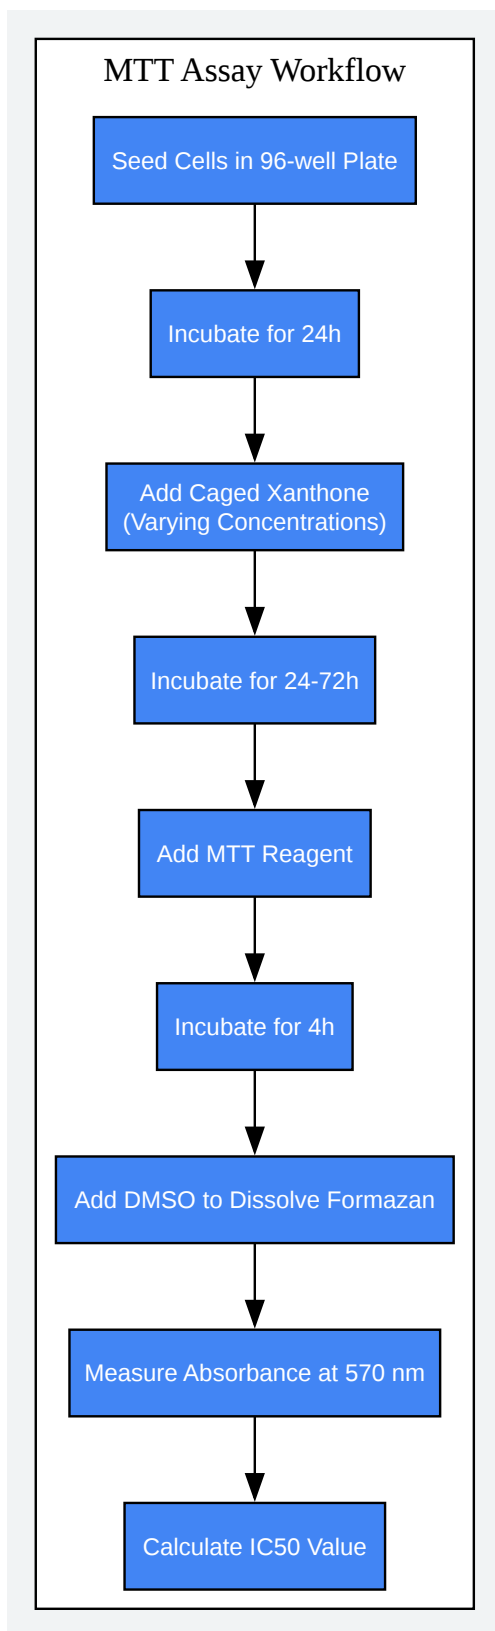 MTT Assay Workflow
Seed Cells in 96-well Plate
Incubate for 24h
Add Caged Xanthone
(Varying Concentrations)
Incubate for 24-72h
Add MTT Reagent
Incubate for 4h
Add DMSO to Dissolve Formazan
Measure Absorbance at 570 nm
Calculate IC50 Value